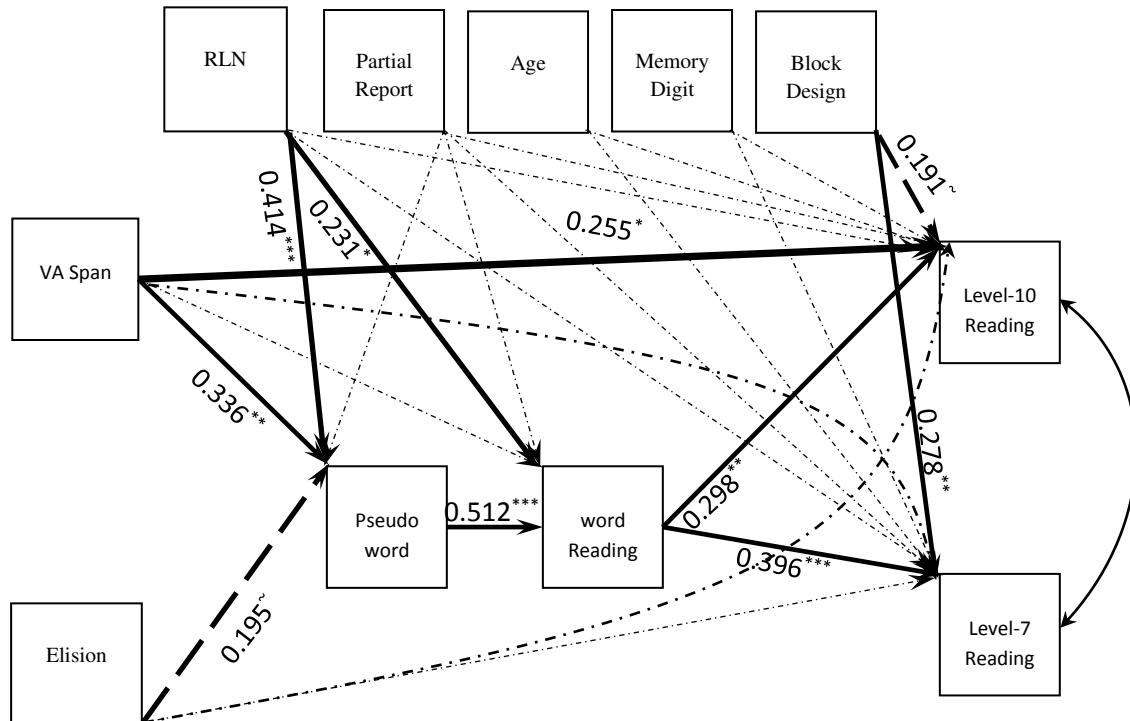 RLN
Partial
Report
Age
Memory
Digit
Block
Design
0.191~
0.414***
0.231*
0.255*
VA Span
Level-10
Reading
0.336**
0.278**
0.298**
Pseudo
word
0.512***
word
Reading
0.396***
0.195~
Elision
Level-7
Reading